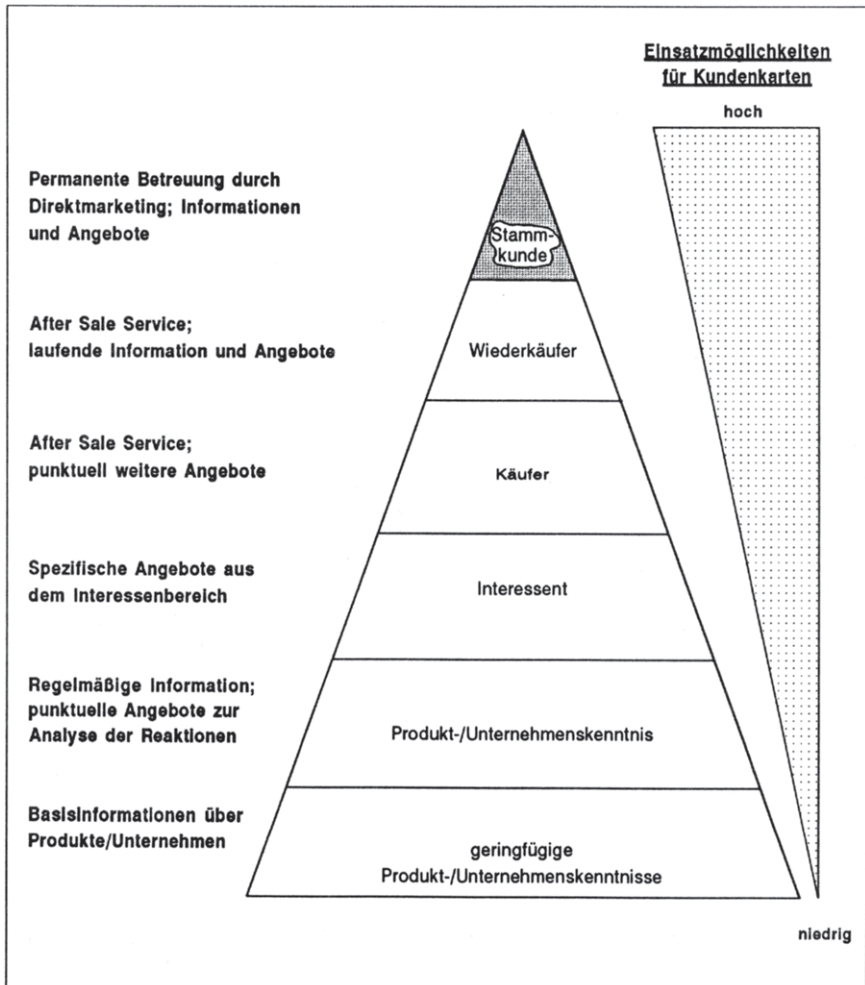 Einsatzmöglichkeiten
für Kundenkarten
hoch
Permanente Betreuung durch
Direktmarketing; Informationen
und Angebote
Stamm-
kunde
After Sale Service;
laufende Information und Angebote
Wiederkäufer
After Sale Service;
punktuell weitere Angebote
Käufer
Spezifische Angebote aus
dem Interessenbereich
Interessent
Regelmäßige Information;
punktuelle Angebote zur
Analyse der Reaktionen
Produkt-/Unternehmenskenntnis
Basisinformationen über
Produkte/Unternehmen
geringfügige
Produkt-/Unternehmenskenntnisse
niedrig